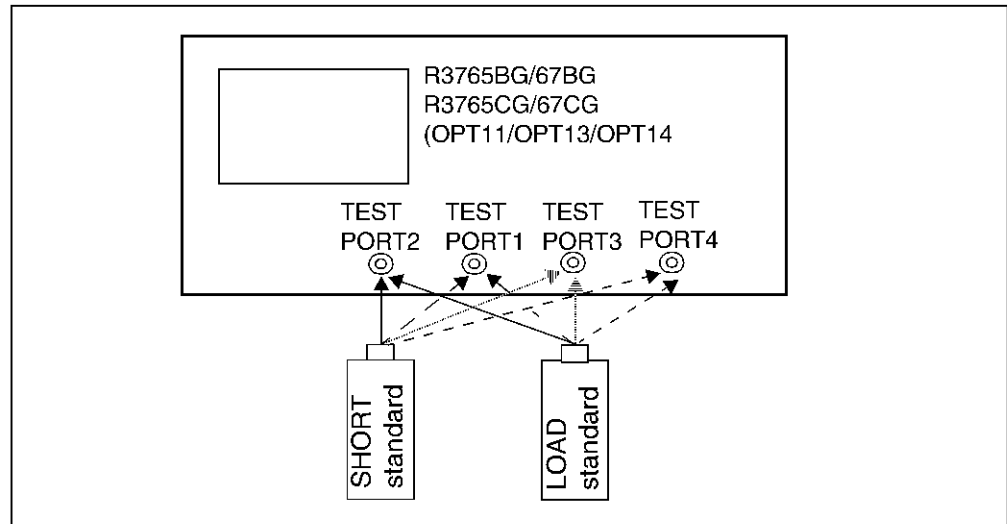 R3765BG/67BG
R3765CG/67CG
(OPT11/OPT13/OPT14
TEST
PORT2
TEST
PORT1
TEST
PORT3
TEST
PORT4
SHORT
standard
LOAD
standard